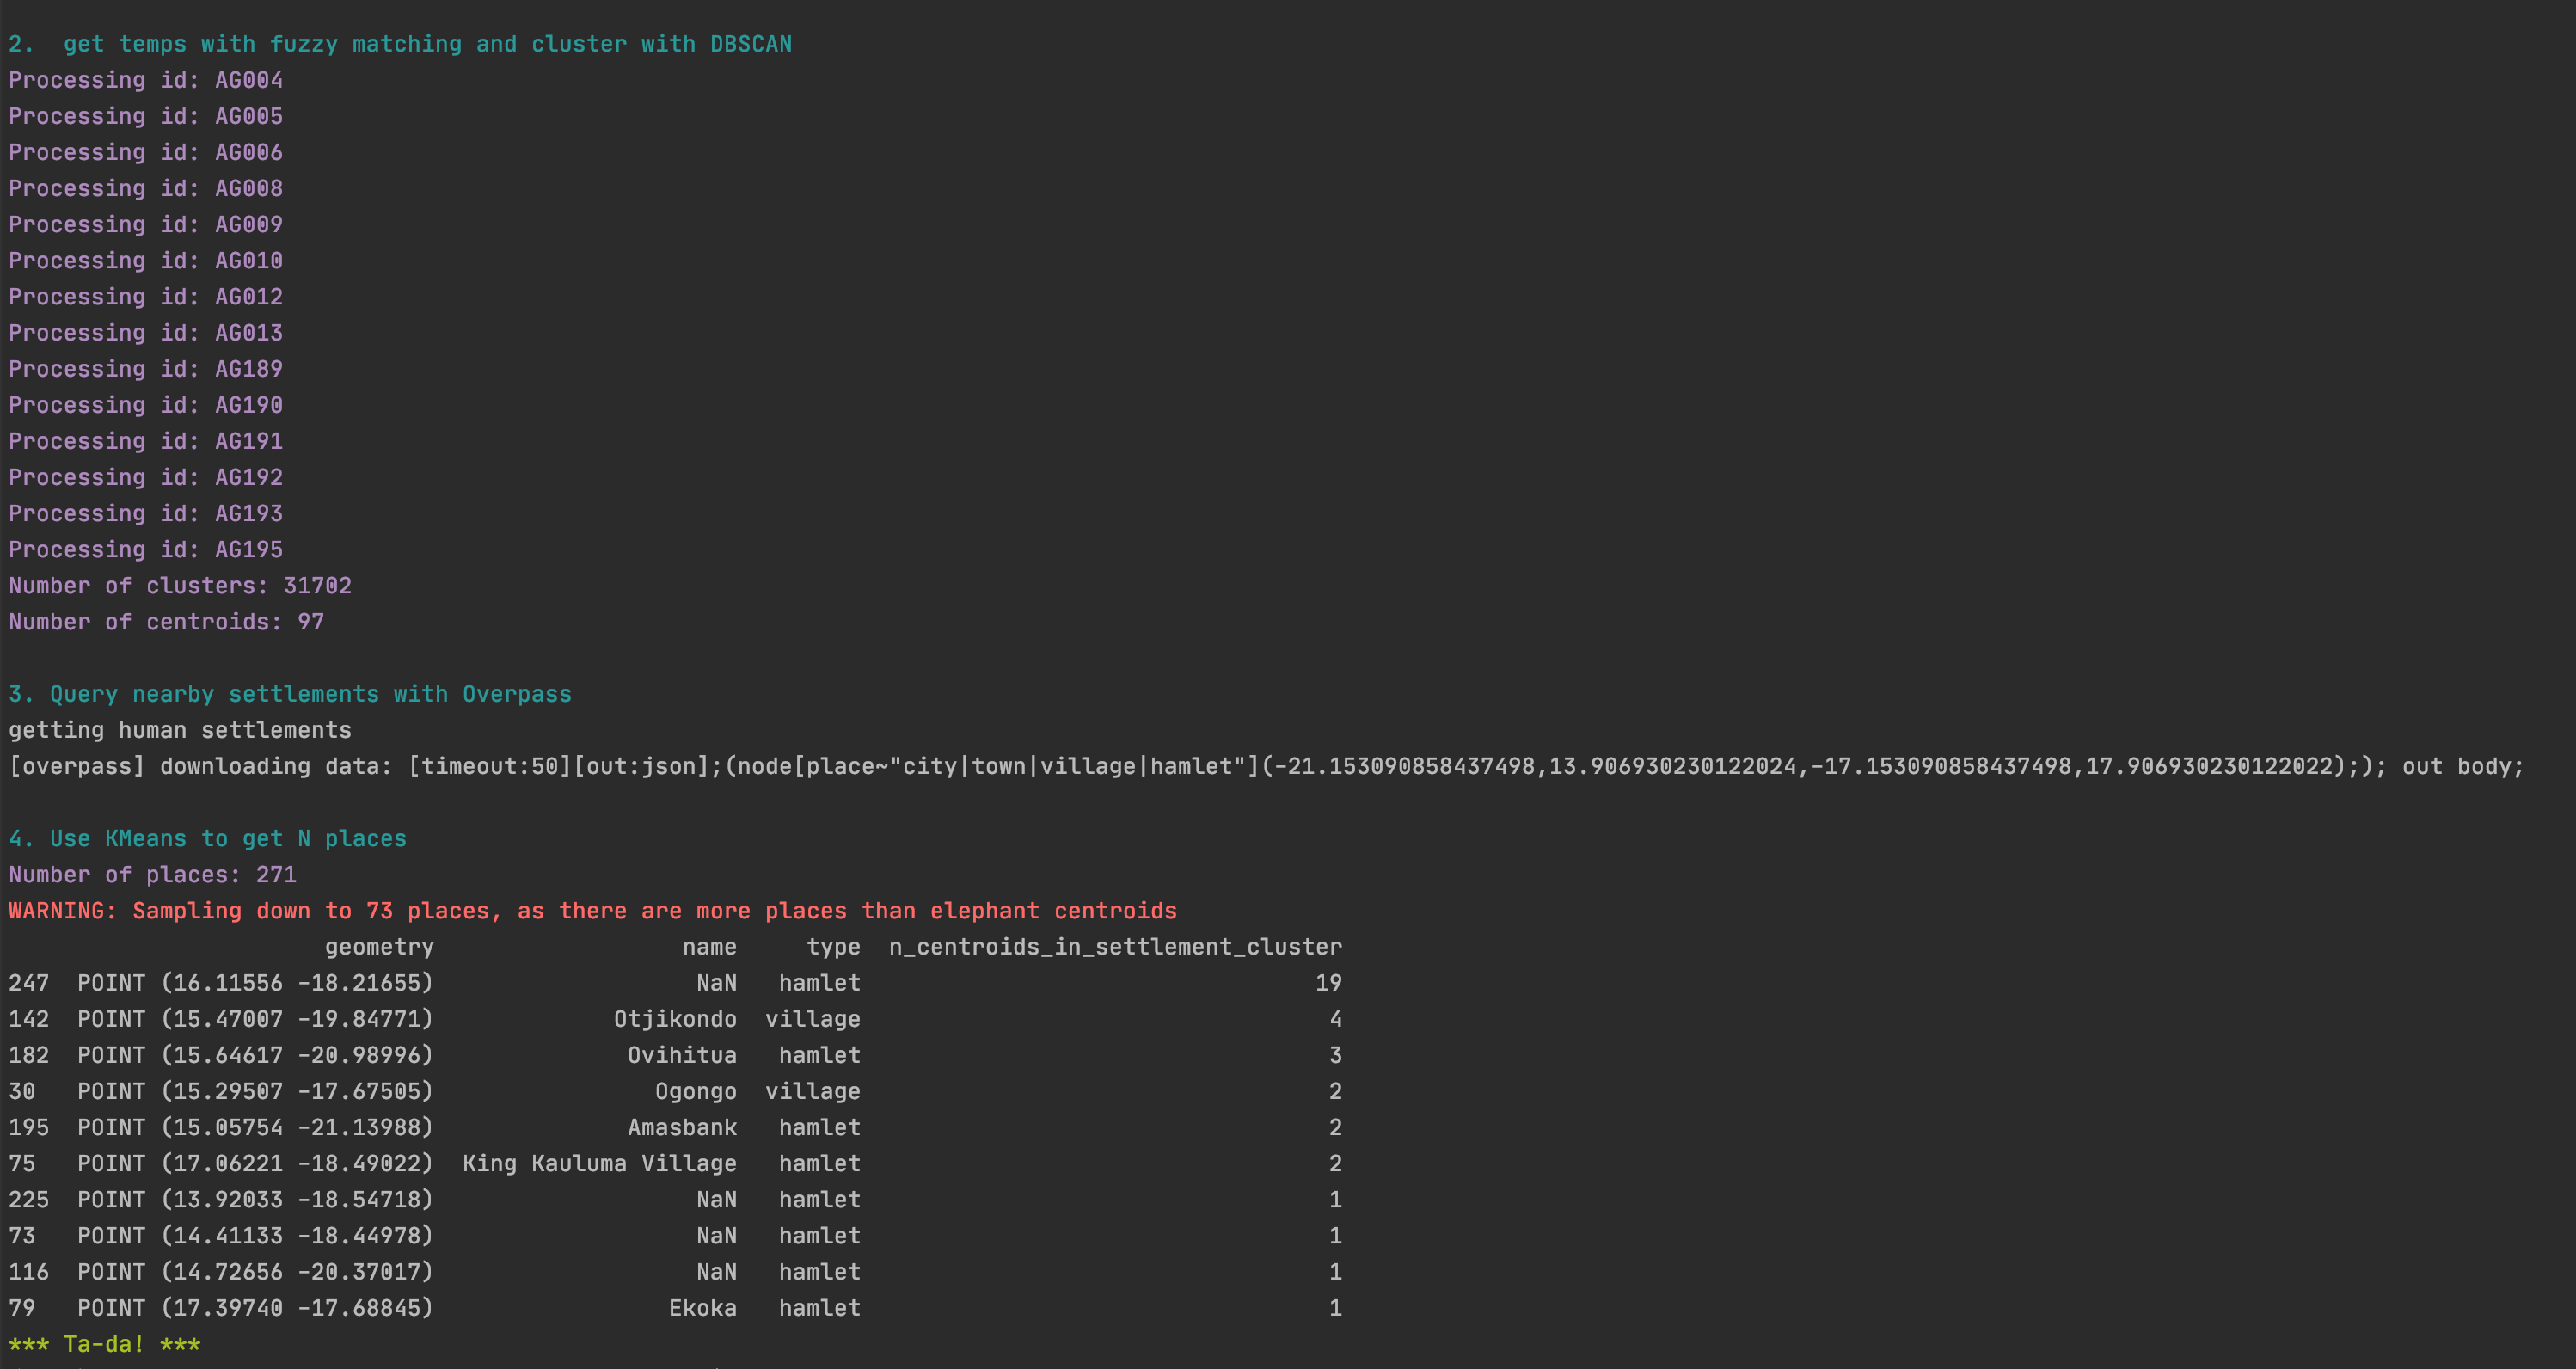 2.  get temps with fuzzy matching and cluster with DBSCAN
Processing id: AG004
Processing id: AG005
Processing id: AG006
Processing id: AG008
Processing id: AG009
Processing id: AG010
Processing id: AG012
Processing id: AG013
Processing id: AG189
Processing id: AG190
Processing id: AG191
Processing id: AG192
Processing id: AG193
Processing id: AG195
Number of clusters: 31702
Number of centroids: 97
3. Query nearby settlements with Overpass
getting human settlements
[overpass] downloading data: [timeout:50][out:json];(node[place~"city|town|village|hamlet"](-21.153090858437498,13.906930230122024,-17.153090858437498,17.906930230122022);); out body;
4. Use KMeans to get N places
Number of places: 271
WARNING: Sampling down to 73 places, as there are more places than elephant centroids
geometry name type n_centroids_in_settlement_cluster
247 POINT (16.11556 -18.21655) NaN hamlet 19
142 POINT (15.47007 -19.84771) Otjikondo village 4
182 POINT (15.64617 -20.98996) Ovihitua hamlet 3
30 POINT (15.29507 -17.67505) Ogongo village 2
195 POINT (15.05754 -21.13988) Amasbank hamlet 2
75 POINT (17.06221 -18.49022) King Kauluma Village hamlet 2
225 POINT (13.92033 -18.54718) NaN hamlet 1
73 POINT (14.41133 -18.44978) NaN hamlet 1
116 POINT (14.72656 -20.37017) NaN hamlet 1
79 POINT (17.39740 -17.68845) Ekoka hamlet 1
*** Ta-da! ***